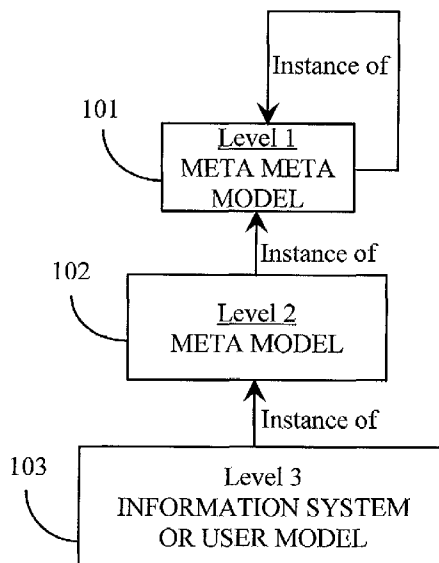 Instance of
101
Level 1
META META
MODEL
Instance of
102
Level 2
META MODEL
Instance of
103
Level 3
INFORMATION SYSTEM
OR USER MODEL